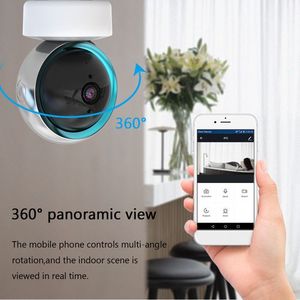 360°
360° panoramic view
The mobile phone controls multi-angle
rotation,and the indoor scene is
viewed in real time.